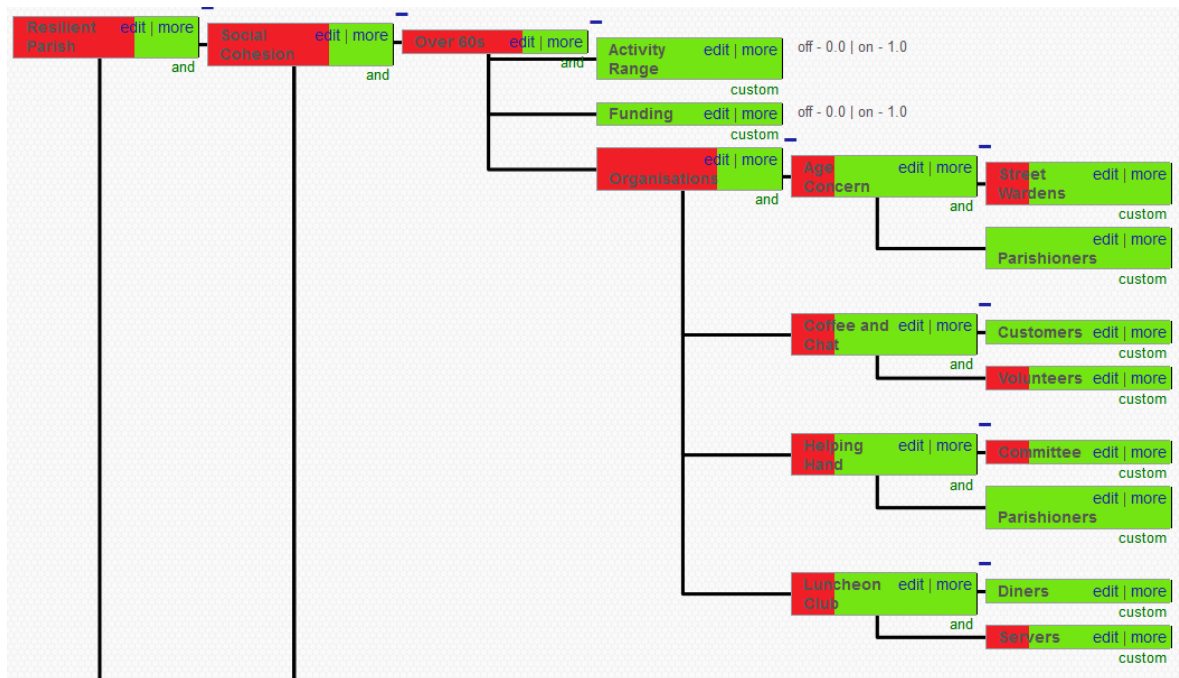 Resilient edit | more
Parish
and
Social edit | more
Cohesion
and
Over 60s edit | more
and
Activity edit | more
Range
custom
off - 0.0 | on - 1.0
Funding edit | more
custom
off - 0.0 | on - 1.0
edit | more
Organisations
and
Age edit | more
Concern
and
Street edit | more
Wardens
custom
edit | more
Parishioners
custom
Coffee and edit | more
Chat
and
Customers edit | more
custom
Volunteers edit | more
custom
Helping edit | more
Hand
and
Committee edit | more
custom
edit | more
Parishioners
custom
Luncheon edit | more
Club
and
Diners edit | more
custom
Servers edit | more
custom